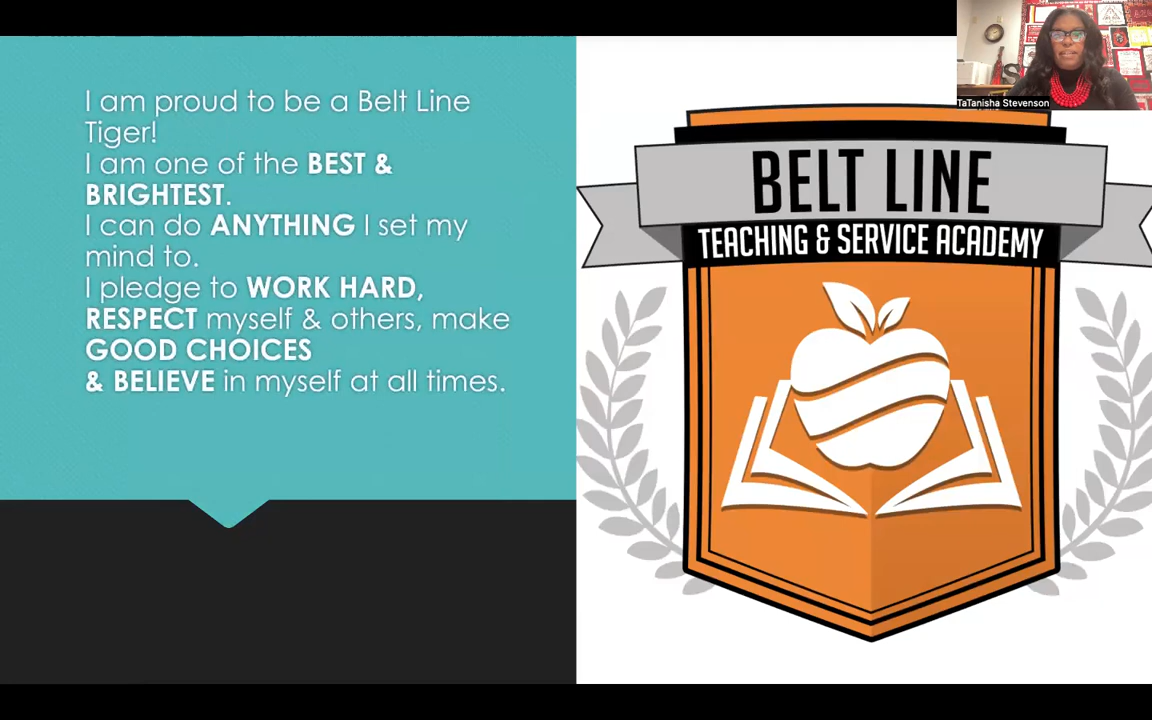 I am proud to be a Belt Line
Tiger!
I am one of the BEST &
BRIGHTEST.
I can do ANYTHING I set my
mind to.
I pledge to WORK HARD,
RESPECT myself & others, make
GOOD CHOICES
& BELIEVE in myself at all times.
BELT LINE
TEACHING & SERVICE ACADEMY
TaTanisha Stevenson